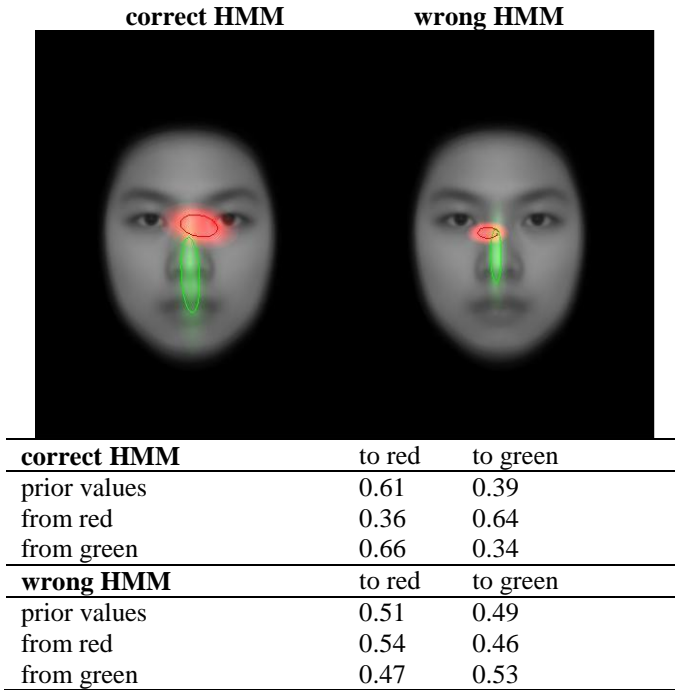 correct HMM wrong HMM
correct HMM to red to green
prior values 0.61 0.39
from red 0.36 0.64
from green 0.66 0.34
wrong HMM to red to green
prior values 0.51 0.49
from red 0.54 0.46
from green 0.47 0.53